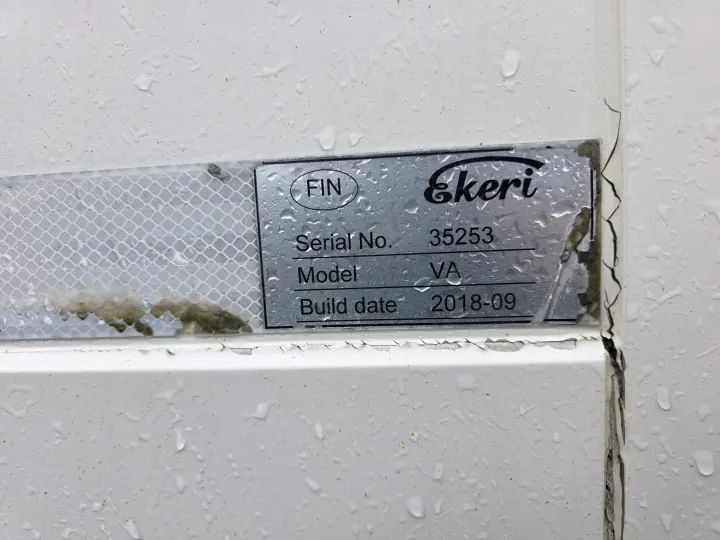 FIN
Ekeri
Serial No. 35253
Model VA
Build date 2018-09